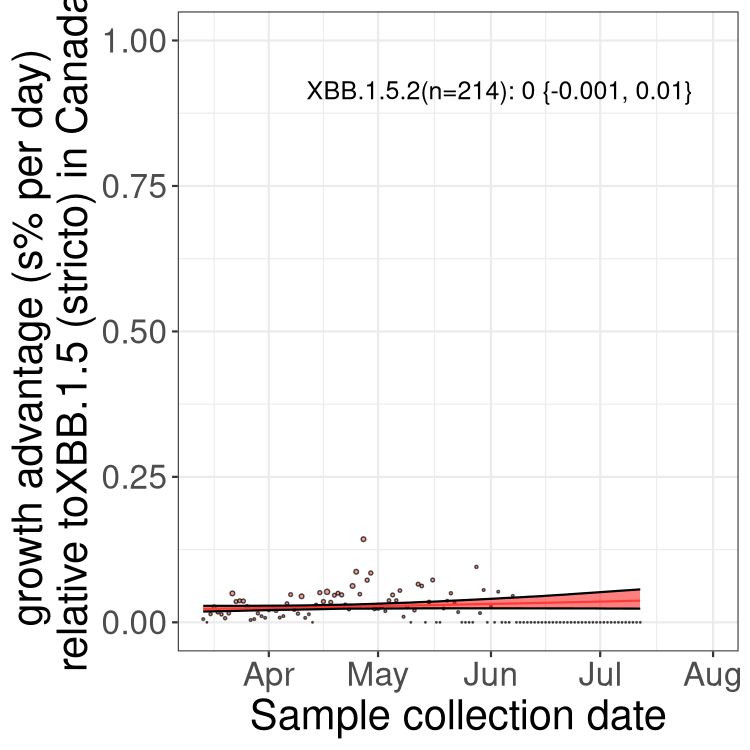 growth advantage (s% per day)
relative toXBB.1.5 (stricto) in Canada
1.00
0.75
0.50
0.25
0.00
XBB.1.5.2(n=214): 0 {-0.001, 0.01}
Apr May Jun Jul Aug
Sample collection date